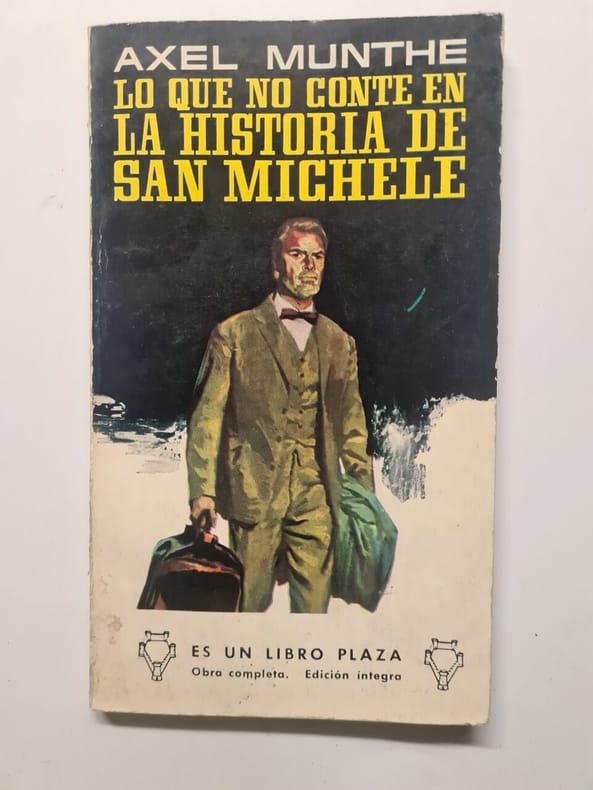 AXEL MUNTHE
LO QUE NO CONTE EN
LA HISTORIA DE
SAN MICHELE
ES UN LIBRO PLAZA
Obra completa. Edición íntegra